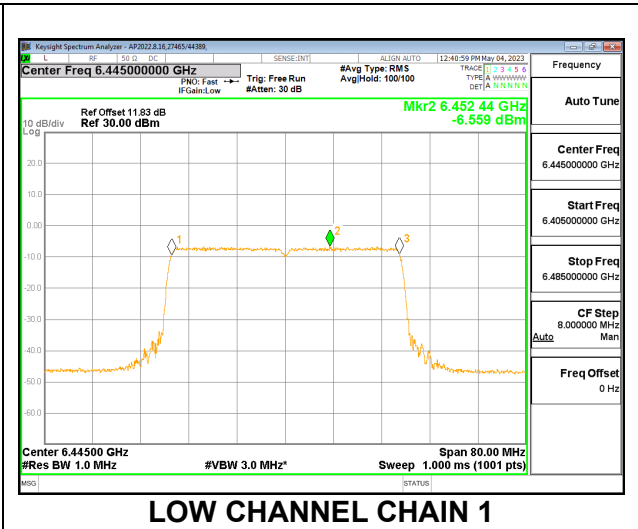 Keysight Spectrum Analyzer - AP2022.8.16,27465/44389,
L RF 50 Ω DC SENSE:INT ALIGN AUTO 12:40:59 PM May 04, 2023
Center Freq 6.445000000 GHz
PNO: Fast
IFGain:Low
Trig: Free Run
#Atten: 30 dB
#Avg Type: RMS
Avg|Hold: 100/100
TRACE 1 2 3 4 5 6
TYPE A WWWWW
DET A N N N N N
Frequency
Auto Tune
Center Freq
6.445000000 GHz
Start Freq
6.405000000 GHz
Stop Freq
6.485000000 GHz
CF Step
8.000000 MHz
Auto Man
Freq Offset
0 Hz
Mkr2 6.452 44 GHz
-6.559 dBm
Ref Offset 11.83 dB
10 dB/div Ref 30.00 dBm
Log
20.0
10.0
0.00
-10.0
-20.0
-30.0
-40.0
-50.0
-60.0
1
2
3
Center 6.44500 GHz Span 80.00 MHz
#Res BW 1.0 MHz #VBW 3.0 MHz* Sweep 1.000 ms (1001 pts)
MSG STATUS
LOW CHANNEL CHAIN 1